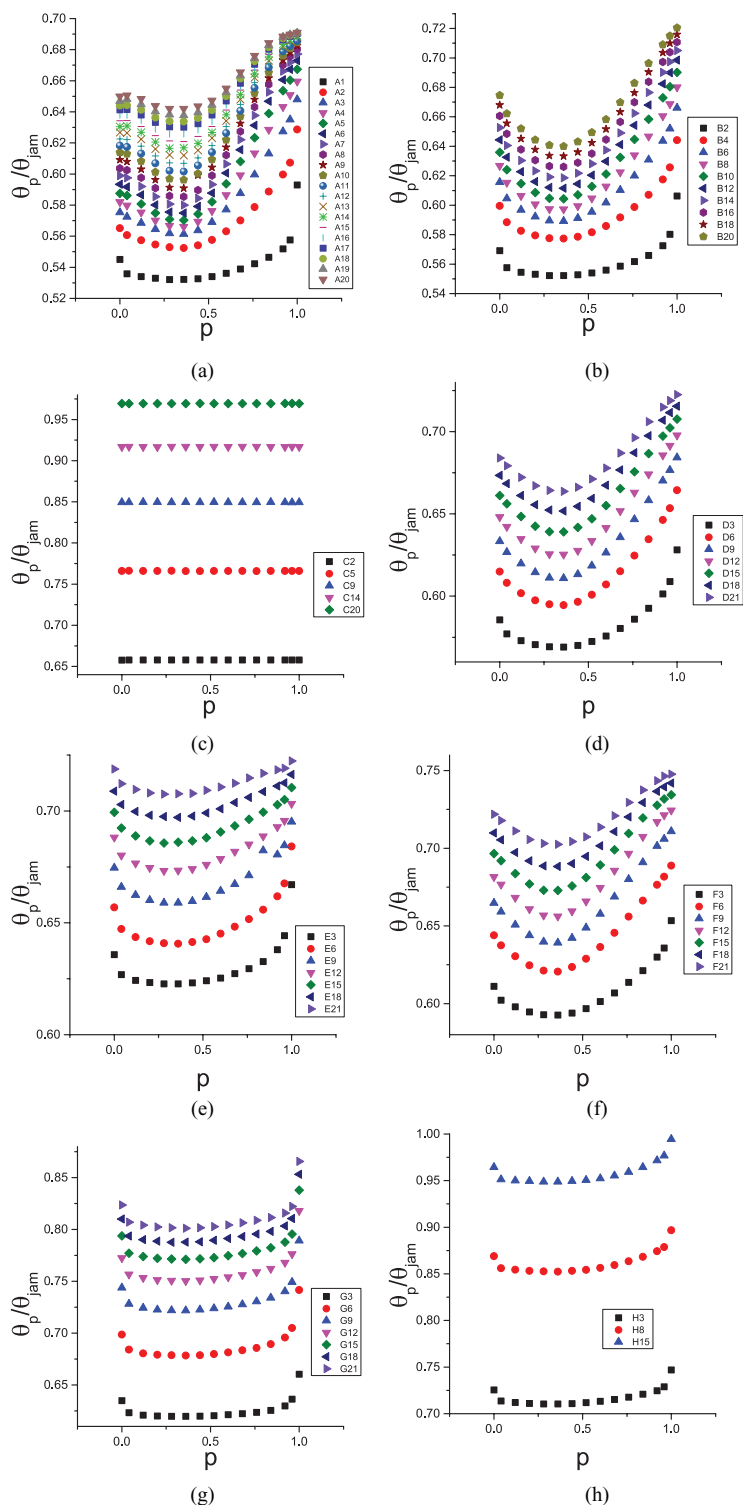 0.70
0.68
0.66
0.64
0.62
0.60
0.58
0.56
0.54
0.52
θp/θjam
0.0
0.5
1.0
p
A1
A2
A3
A4
A5
A6
A7
A8
A9
A10
A11
A12
A13
A14
A15
A16
A17
A18
A19
A20
(a)
0.72
0.70
0.68
0.66
0.64
0.62
0.60
0.58
0.56
0.54
θp/θjam
0.0
0.5
1.0
p
B2
B4
B6
B8
B10
B12
B14
B16
B18
B20
(b)
0.95
0.90
0.85
0.80
0.75
0.70
0.65
θp/θjam
0.0
0.5
1.0
p
C2
C5
C9
C14
C20
(c)
0.70
0.65
0.60
θp/θjam
0.0
0.5
1.0
p
D3
D6
D9
D12
D15
D18
D21
(d)
0.70
0.65
0.60
θp/θjam
0.0
0.5
1.0
p
E3
E6
E9
E12
E15
E18
E21
(e)
0.75
0.70
0.65
0.60
θp/θjam
0.0
0.5
1.0
p
F3
F6
F9
F12
F15
F18
F21
(f)
0.85
0.80
0.75
0.70
0.65
θp/θjam
0.0
0.5
1.0
p
G3
G6
G9
G12
G15
G18
G21
(g)
1.00
0.95
0.90
0.85
0.80
0.75
0.70
θp/θjam
0.0
0.5
1.0
p
H3
H8
H15
(h)